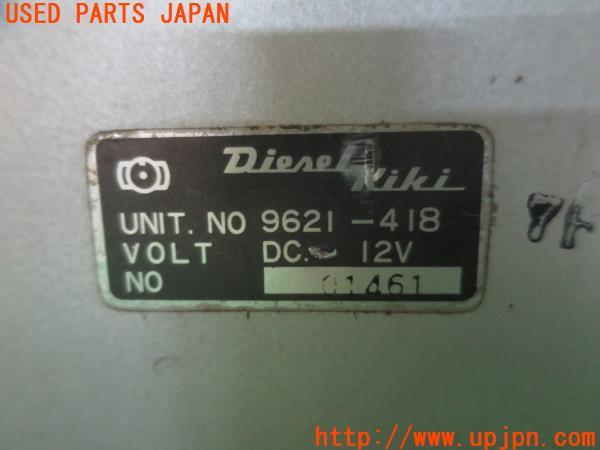 USED PARTS JAPAN
Diesel Kiki
UNIT. NO 9621-418
VOLT DC. 12V
NO 01461
http://www.upjpn.com